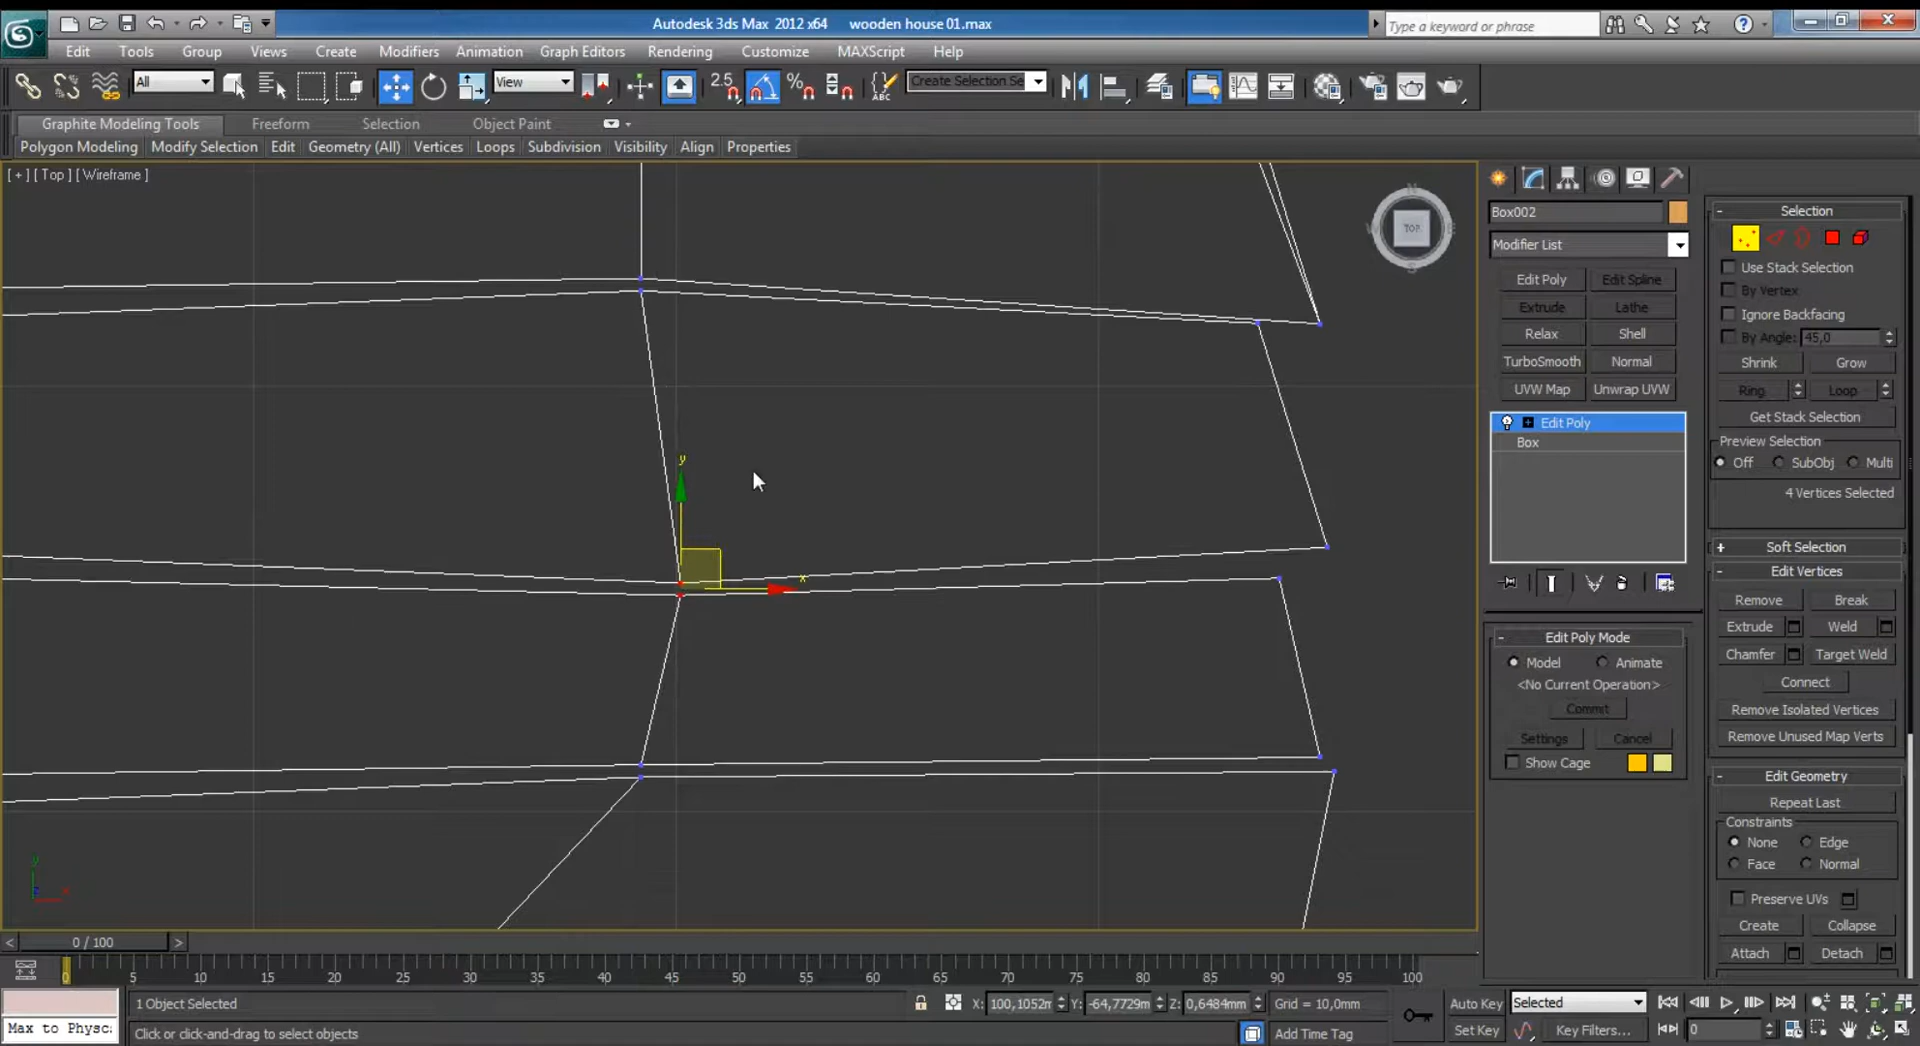 Autodesk 3ds Max 2012 x64 wooden house 01.max
Type a keyword or phrase
Edit Tools Group Views Create Modifiers Animation Graph Editors Rendering Customize MAXScript Help
All View 2.5 Create Selection Se
ABC
Graphite Modeling Tools Freeform Selection Object Paint
Polygon Modeling Modify Selection Edit Geometry (All) Vertices Loops Subdivision Visibility Align Properties
[ + ] [ Top ] [ Wireframe ]
N
TOP
S
y
x
y
Box002
Modifier List
Edit Poly Edit Spline
Extrude Lathe
Relax Shell
TurboSmooth Normal
UVW Map Unwrap UVW
Edit Poly
Box
- Edit Poly Mode
Model Animate
<No Current Operation>
Commit
Settings Cancel
Show Cage
- Selection
Use Stack Selection
By Vertex
Ignore Backfacing
By Angle: 45,0
Shrink Grow
Ring Loop
Get Stack Selection
Preview Selection
Off SubObj Multi
4 Vertices Selected
+ Soft Selection
- Edit Vertices
Remove Break
Extrude Weld
Chamfer Target Weld
Connect
Remove Isolated Vertices
Remove Unused Map Verts
- Edit Geometry
Repeat Last
Constraints
None Edge
Face Normal
Preserve UVs
Create Collapse
Attach Detach
< 0 / 100 >
0 5 10 15 20 25 30 35 40 45 50 55 60 65 70 75 80 85 90 95 100
1 Object Selected X: 100,1052m Y: -64,7729m Z: 0,6484mm Grid = 10,0mm Auto Key Selected
Max to Physc: Click or click-and-drag to select objects Add Time Tag Set Key Key Filters... 0